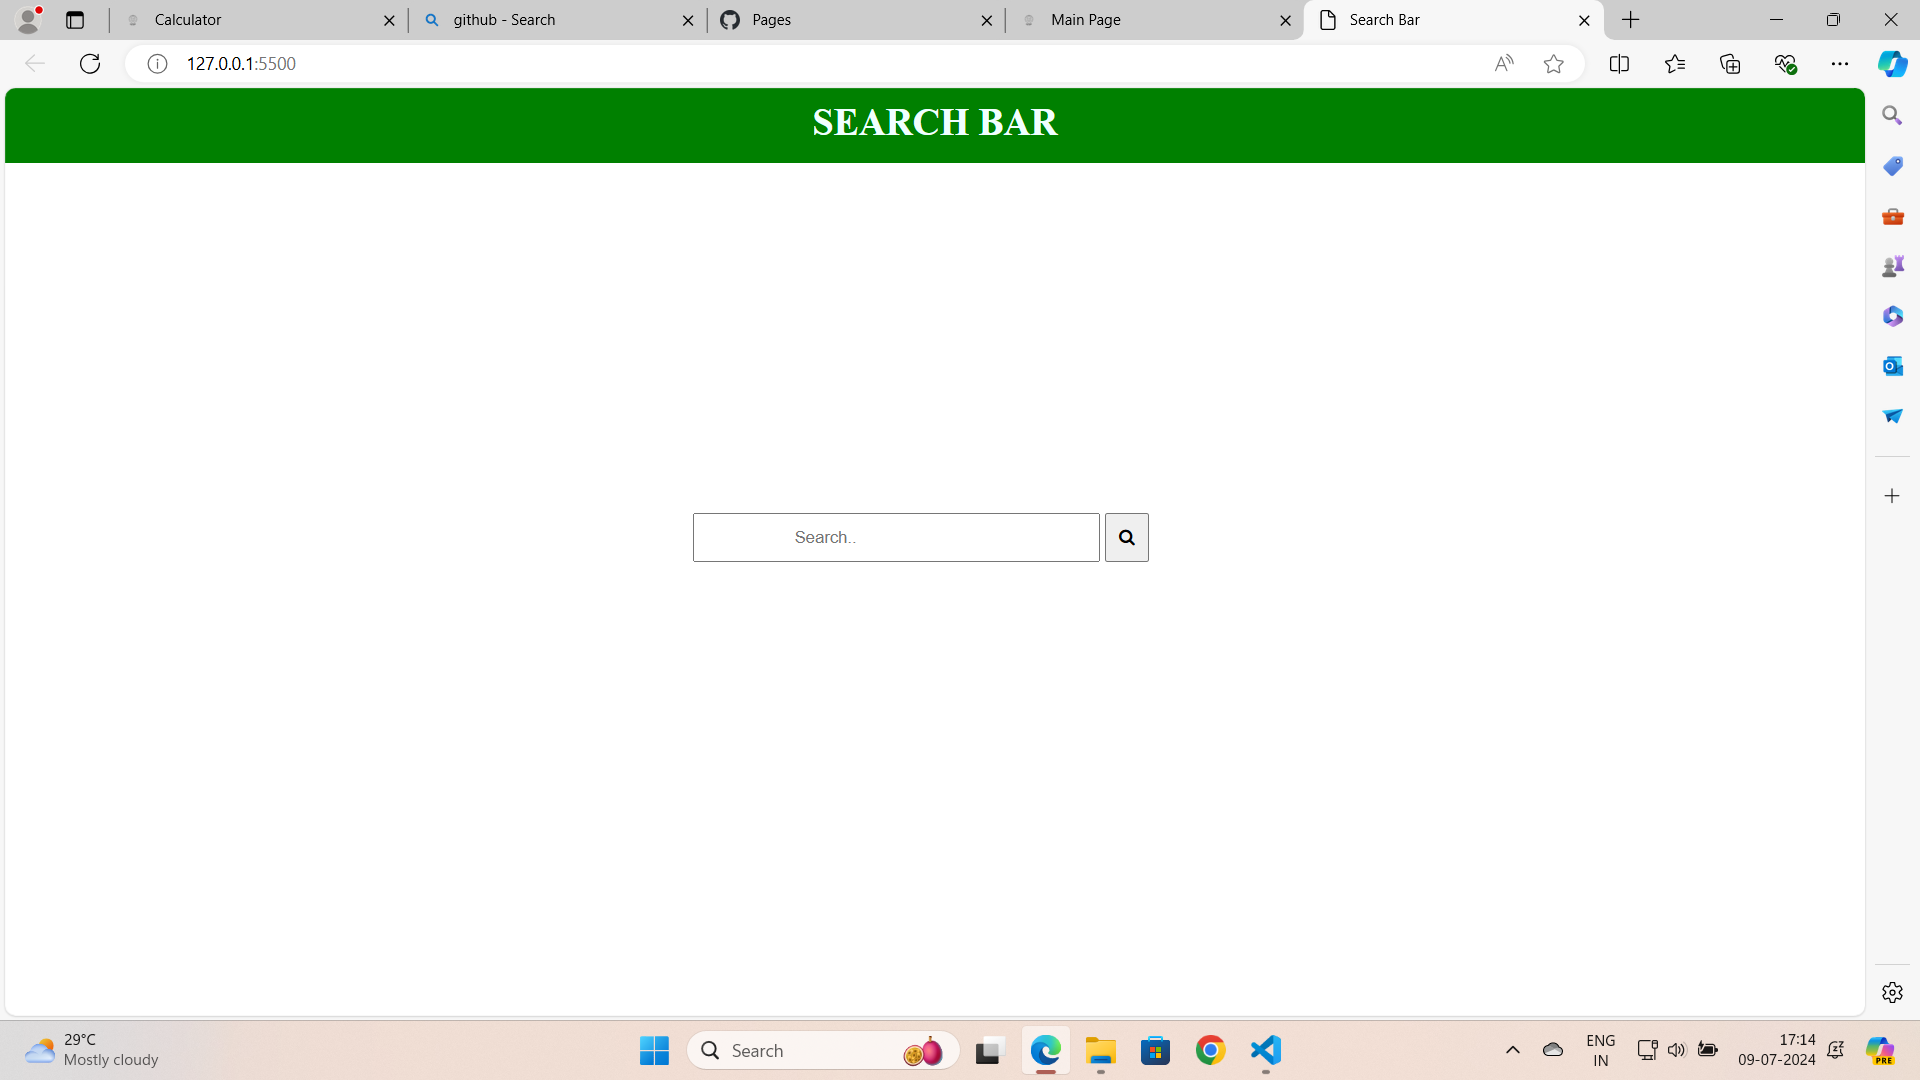 Calculator
github - Search
Pages
Main Page
Search Bar
127.0.0.1:5500
SEARCH BAR
Search..
29°C
Mostly cloudy
Search
ENG
IN
17:14
09-07-2024
PRE